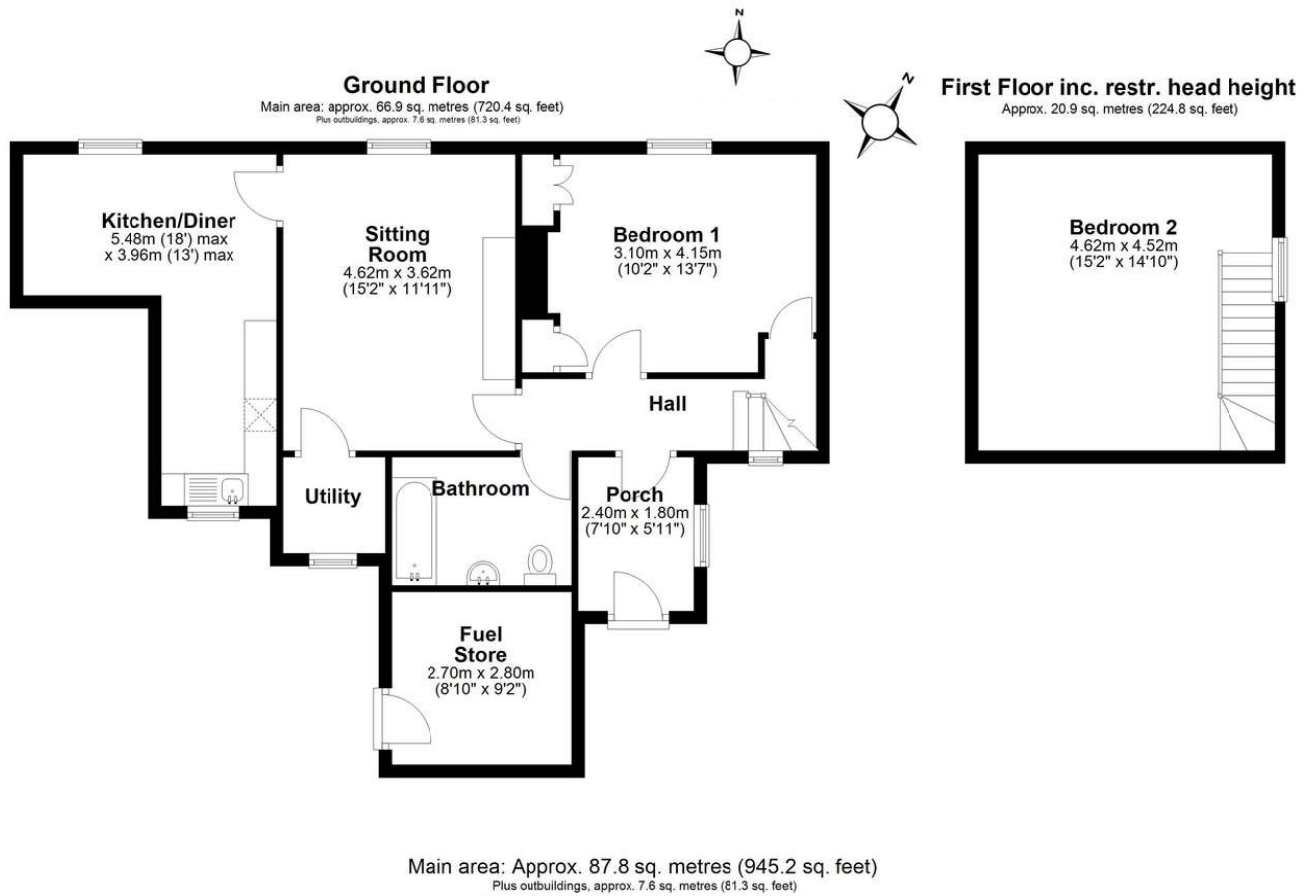 N
Ground Floor
Main area: approx. 66.9 sq. metres (720.4 sq. feet)
Plus outbuildings, approx. 7.6 sq. metres (81.3 sq. feet)
N
First Floor inc. restr. head height
Approx. 20.9 sq. metres (224.8 sq. feet)
Kitchen/Diner
5.48m (18') max
x 3.96m (13') max
Sitting
Room
4.62m x 3.62m
(15'2" x 11'11")
Bedroom 1
3.10m x 4.15m
(10'2" x 13'7")
Bedroom 2
4.62m x 4.52m
(15'2" x 14'10")
Hall
Utility
Bathroom
Porch
2.40m x 1.80m
(7'10" x 5'11")
Fuel
Store
2.70m x 2.80m
(8'10" x 9'2")
Main area: Approx. 87.8 sq. metres (945.2 sq. feet)
Plus outbuildings, approx. 7.6 sq. metres (81.3 sq. feet)